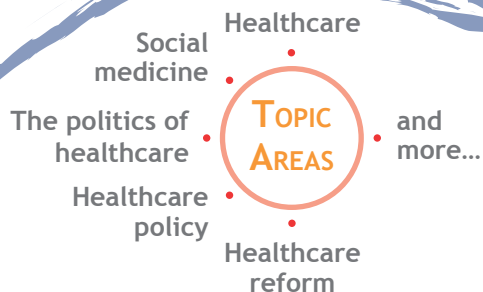 Healthcare
Social
medicine
The politics of
healthcare
Healthcare
policy
Healthcare
reform
and
more…
TOPIC
AREAS